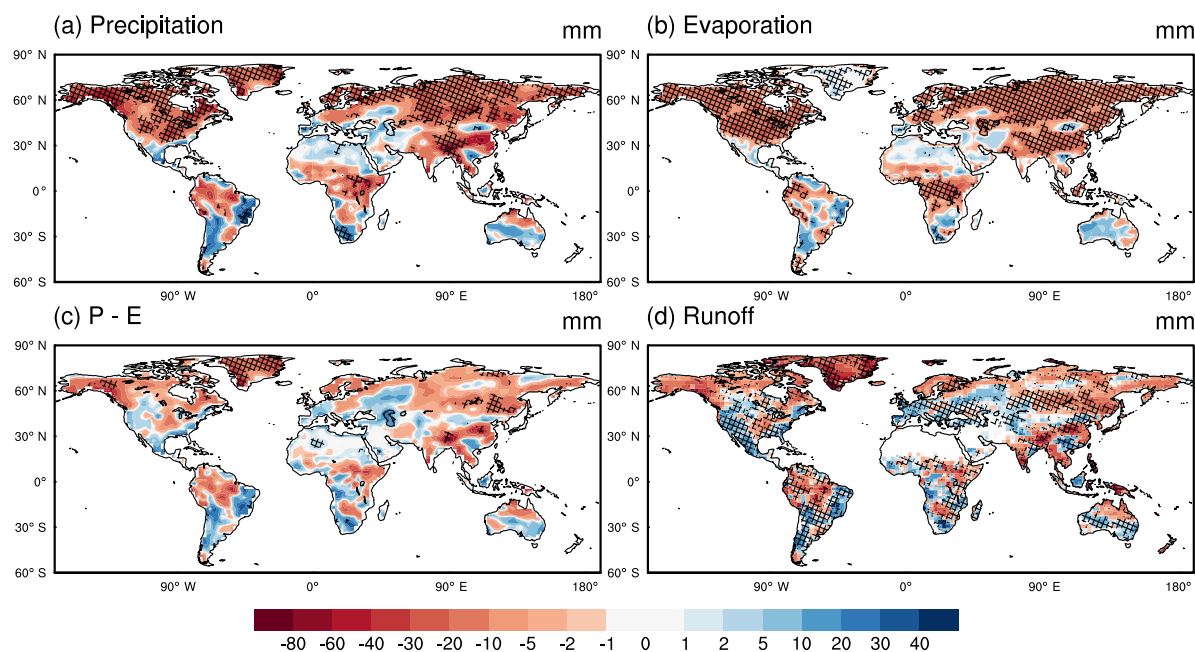 (a) Precipitation mm
(b) Evaporation mm
90° N 90° N
60° N 60° N
30° N 30° N
0° 0°
30° S 30° S
60° S 60° S
90° W 0° 90° E 180° 90° W 0° 90° E 180°
(c) P - E mm
(d) Runoff mm
90° N 90° N
60° N 60° N
30° N 30° N
0° 0°
30° S 30° S
60° S 60° S
90° W 0° 90° E 180° 90° W 0° 90° E 180°
-80 -60 -40 -30 -20 -10 -5 -2 -1 0 1 2 5 10 20 40